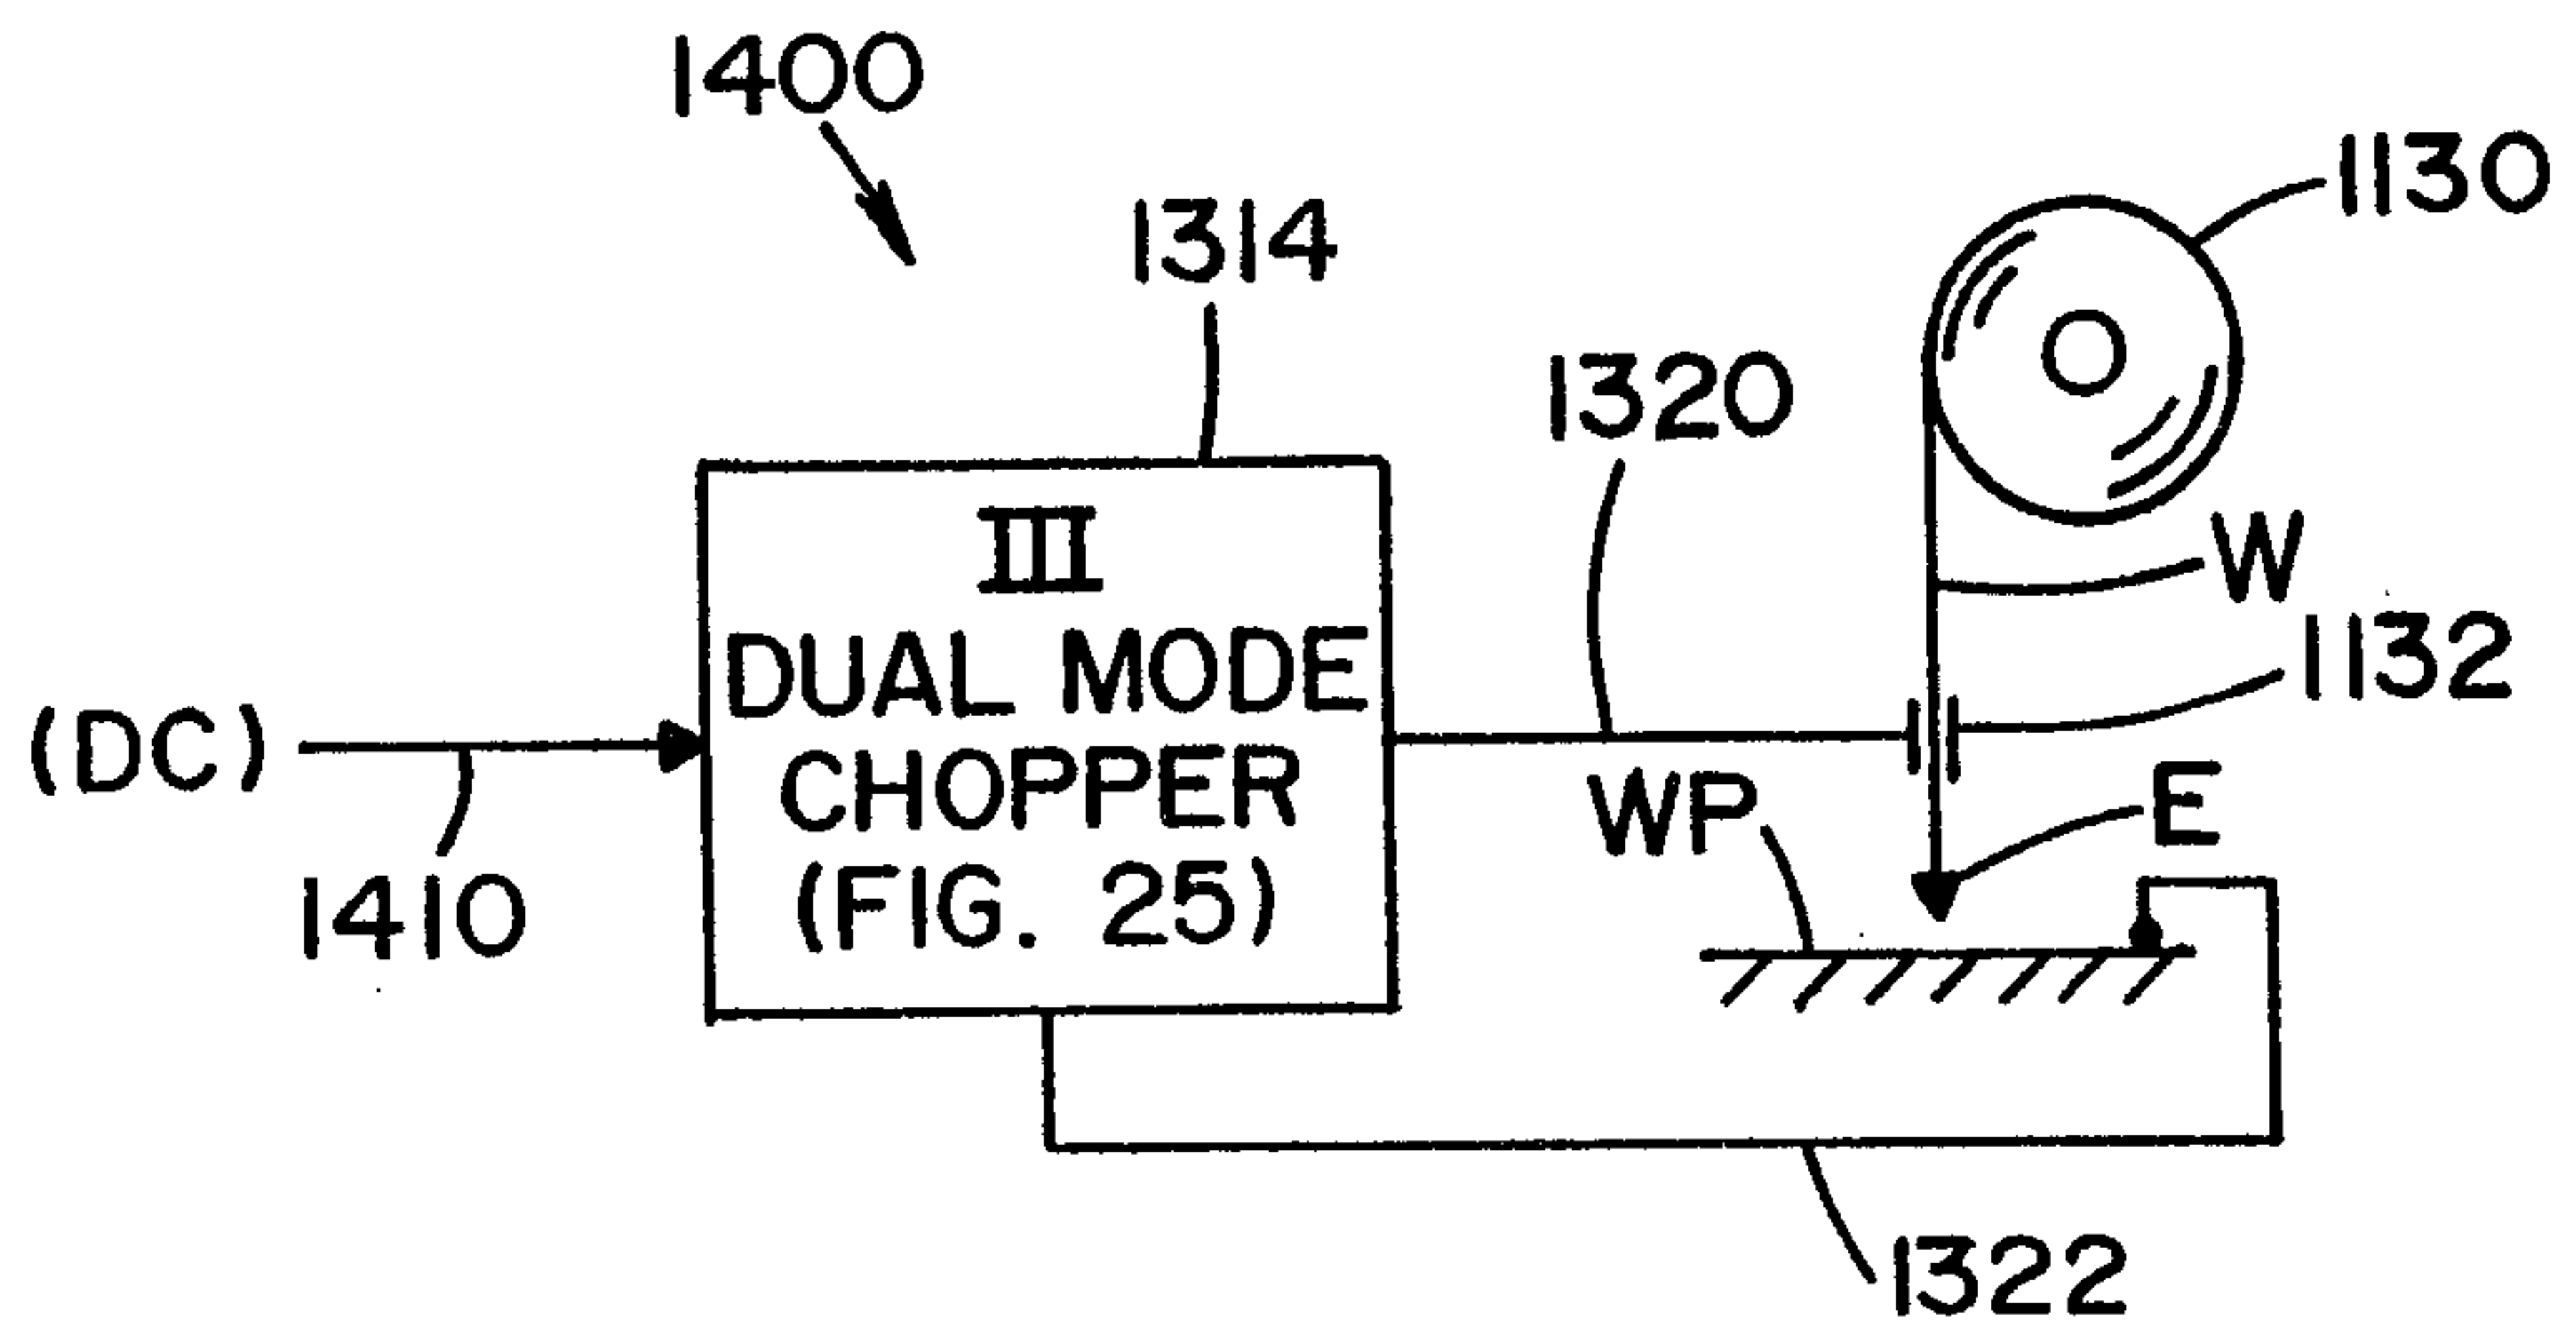 1400
1130
1314
1320
III
W
DUAL MODE
1132
(DC)
CHOPPER
WP
E
(FIG. 25)
1410
1322